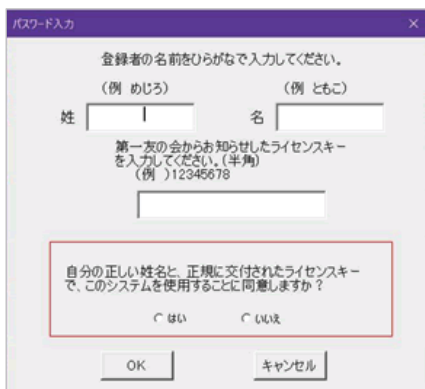 パスワード入力
登録者の名前をひらがなで入力してください。
(例 めじろ) (例 ともこ)
姓 名
第一友の会からお知らせしたライセンスキー
を入力してください。(半角)
(例 )12345678
自分の正しい姓名と、正規に交付されたライセンスキー
で、このシステムを使用することに同意しますか？
はい いいえ
OK キャンセル